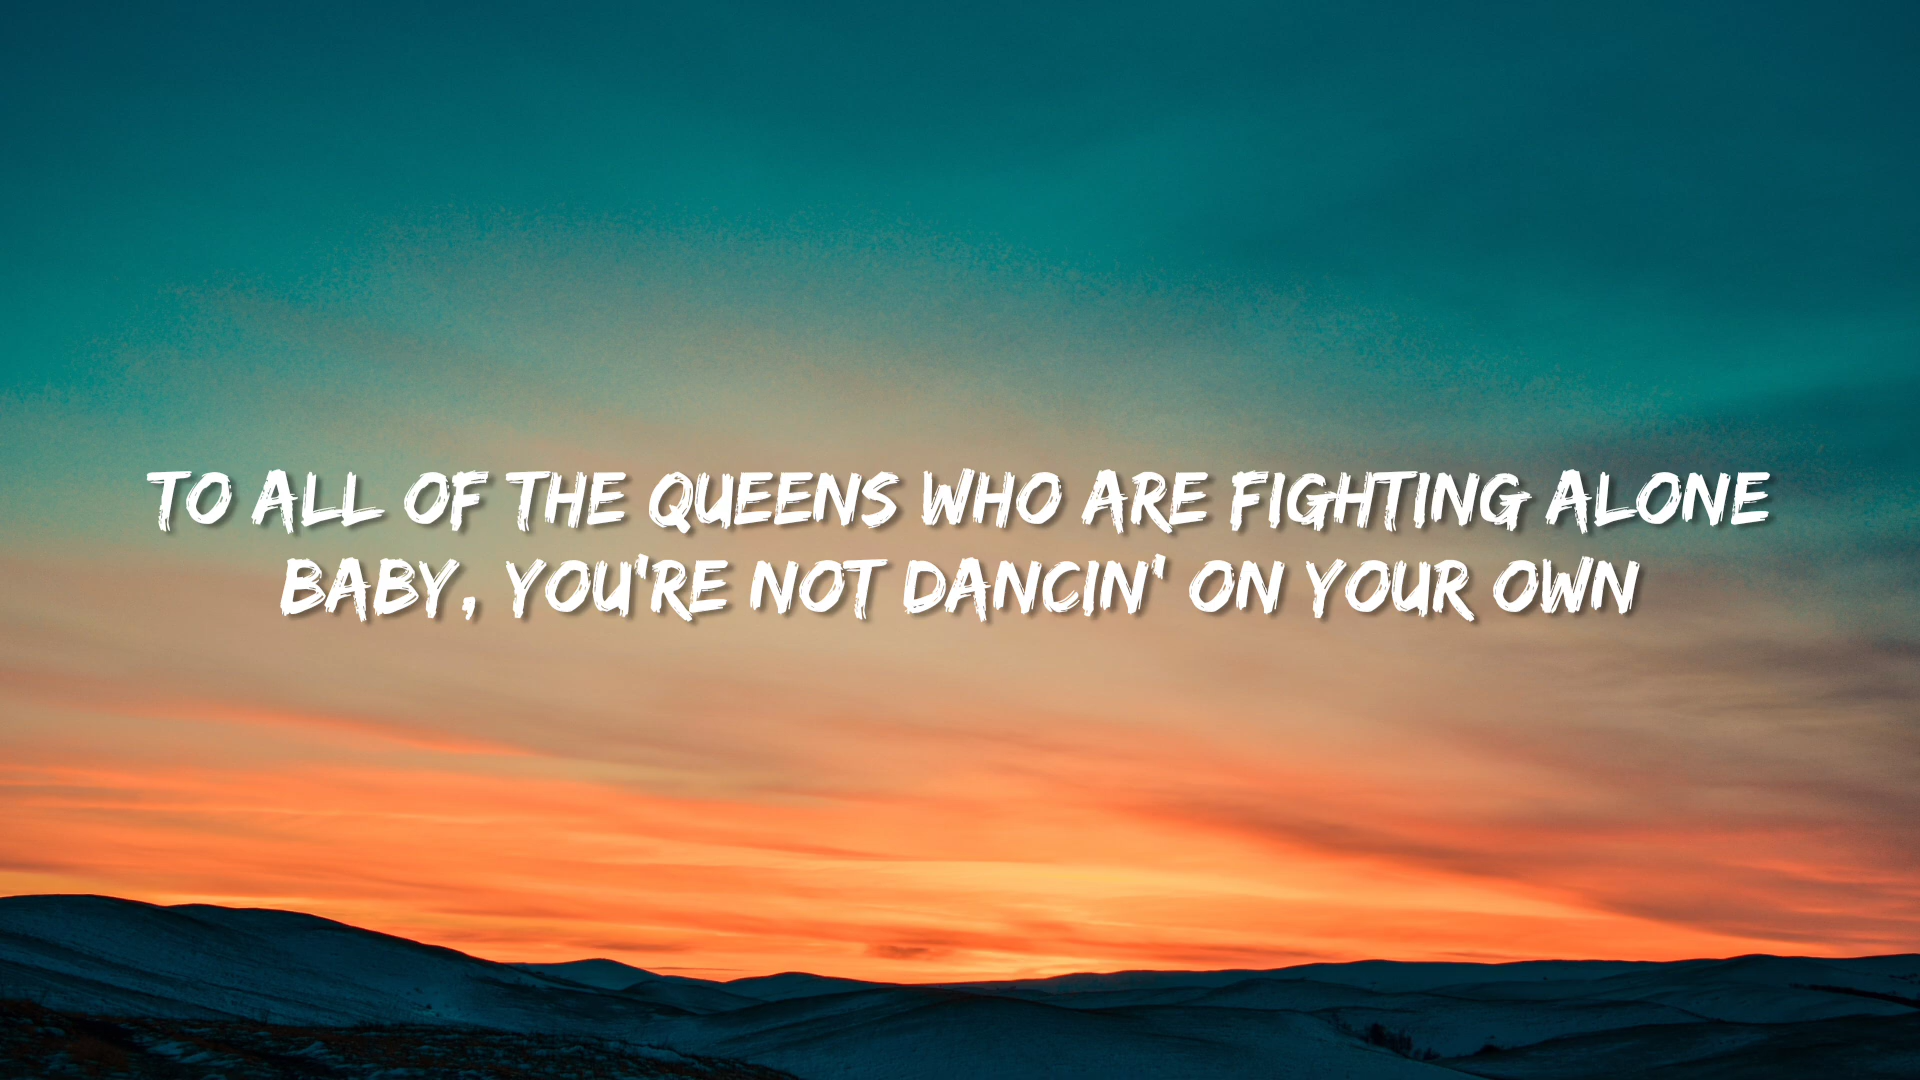 TO ALL OF THE QUEENS WHO ARE FIGHTING ALONE
BABY, YOU'RE NOT DANCIN' ON YOUR OWN